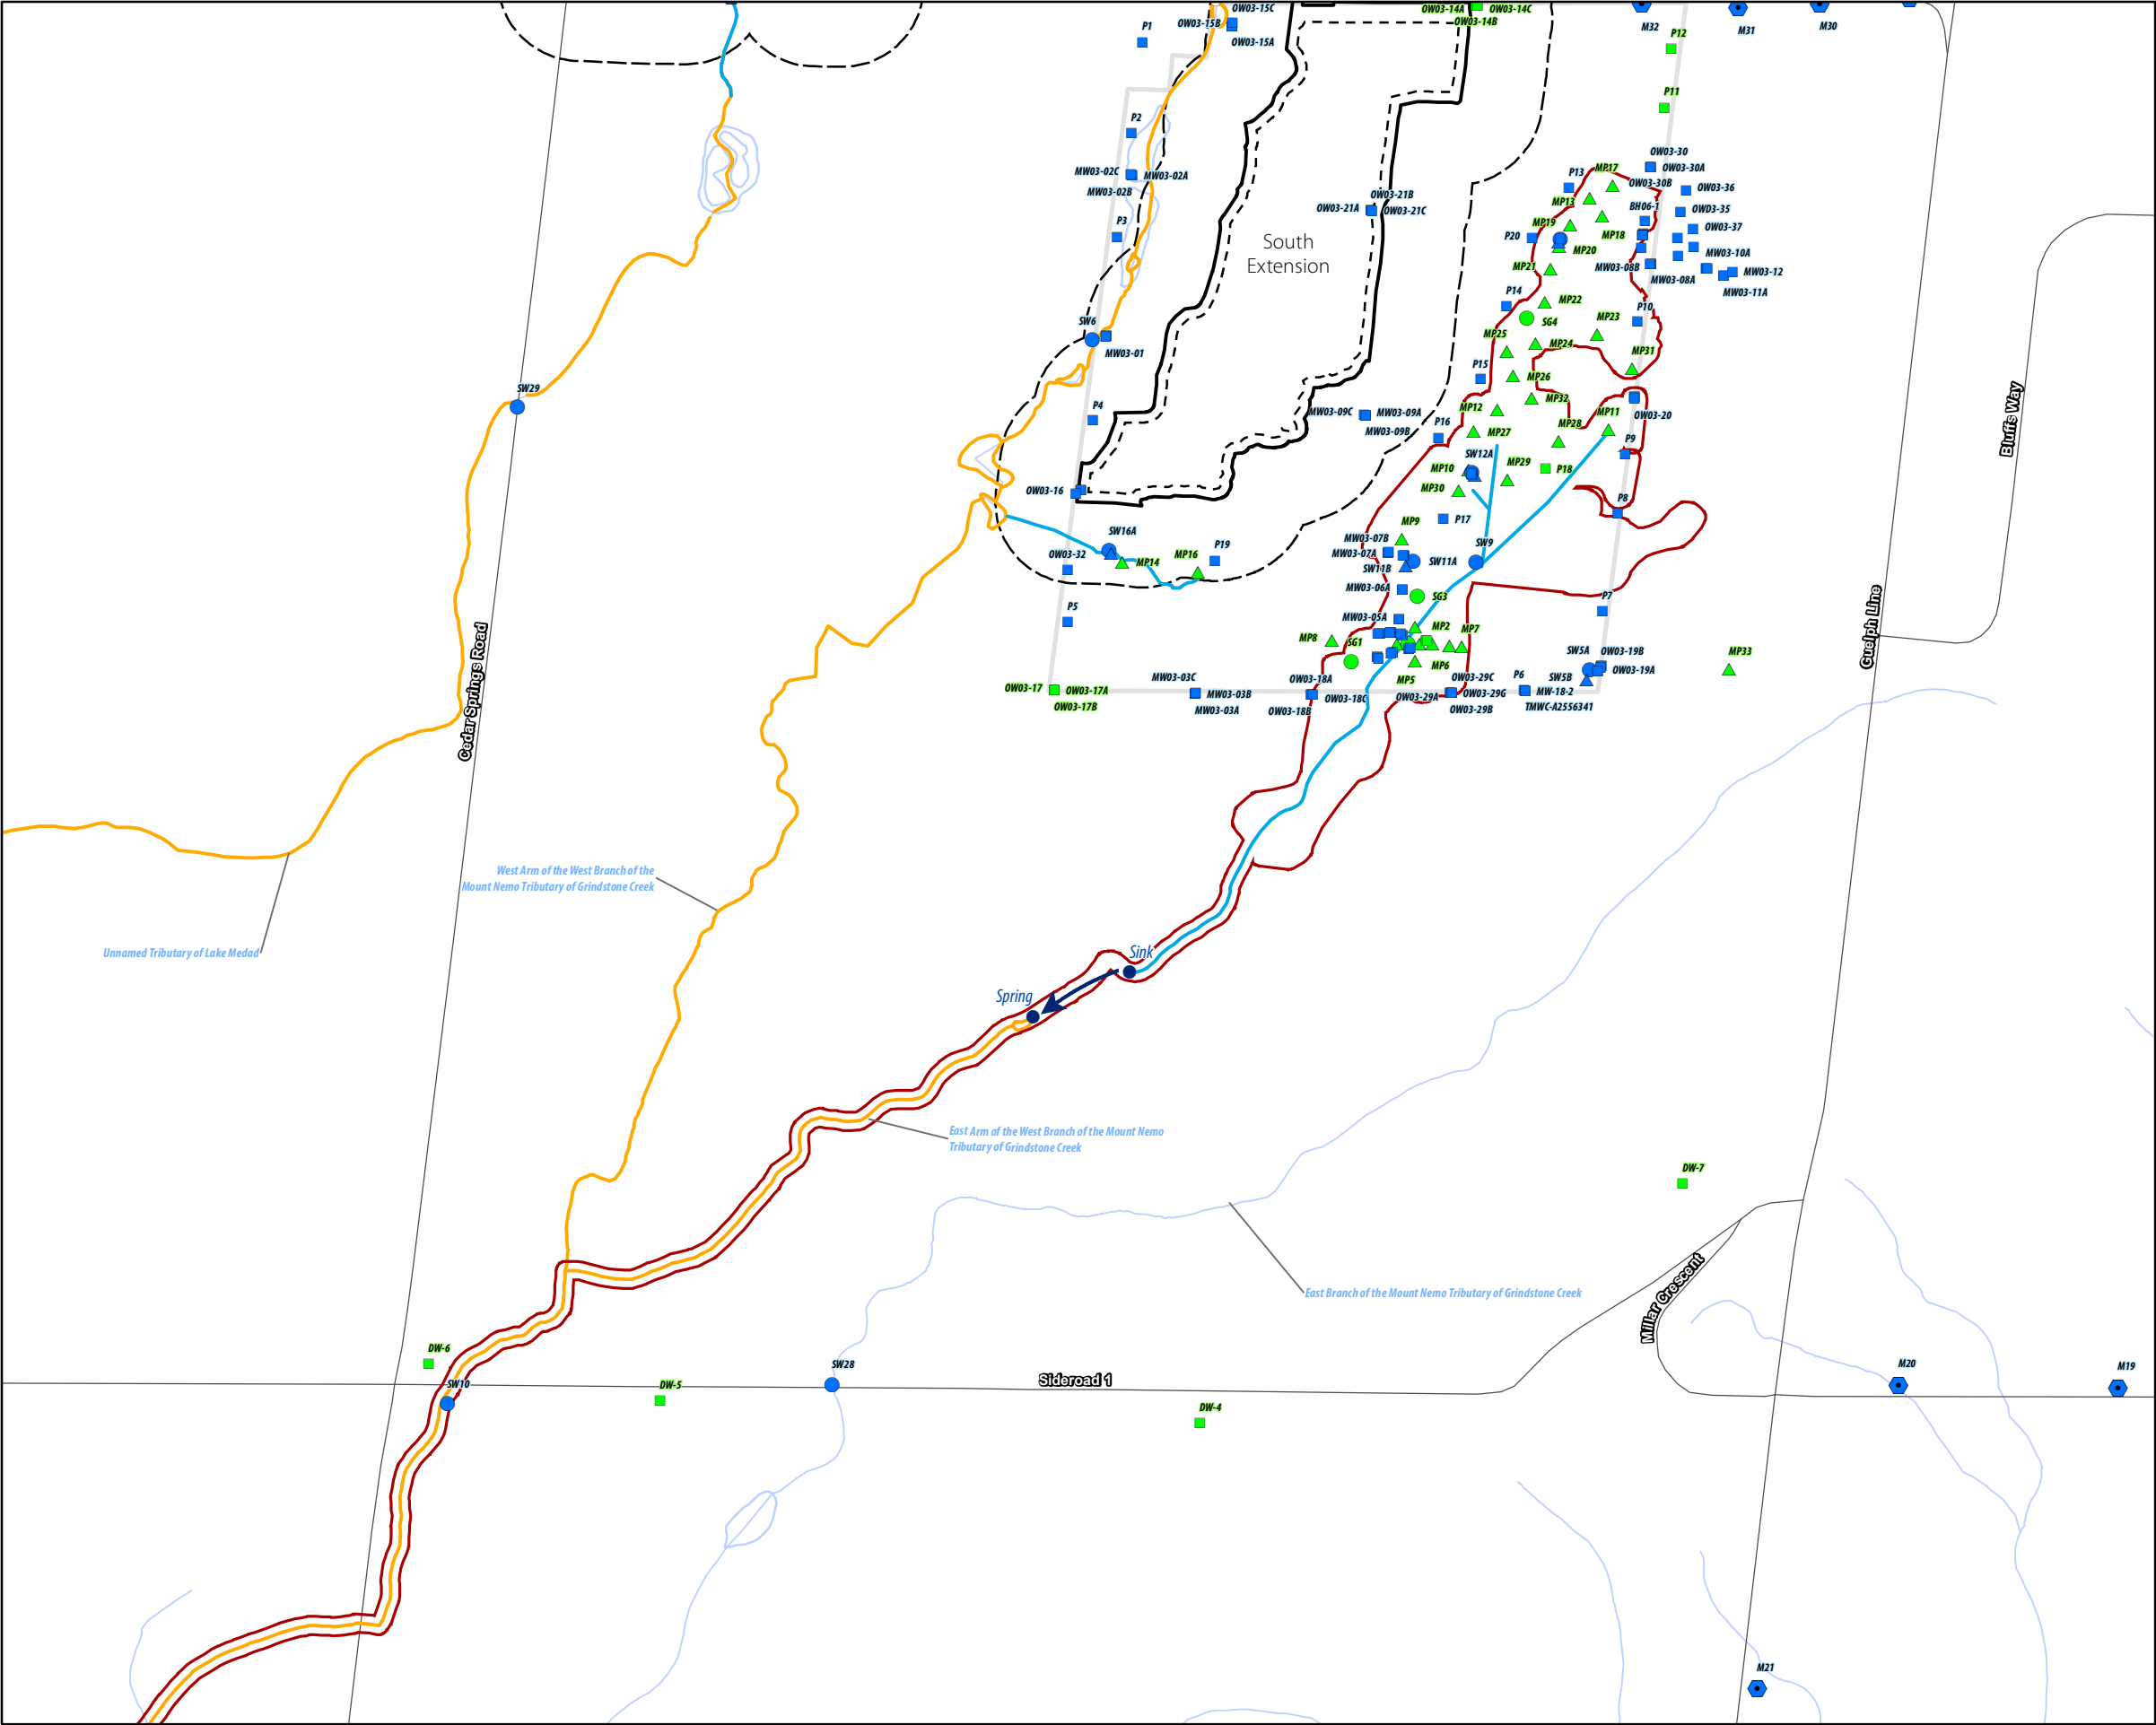 OW03-15C
OW03-14A
OW03-14C
P1
OW03-15B
OW03-14B
M32
M31
M30
P12
OW03-15A
P11
P2
OW03-30
MP17
OW03-30A
P13
MW03-02C
MW03-02A
OW03-30B
OW03-36
MW03-02B
OW03-21B
MP13
BH06-1
OWD3-35
OW03-21A
OW03-21C
P3
MP19
OW03-37
P20
MP18
South
Extension
MP20
MW03-10A
MP21
MW03-08B
MW03-12
MW03-08A
MW03-11A
P14
MP22
P10
SW6
SG4
MP23
MP25
MP24
MP31
MW03-01
P15
MP26
SW29
MP32
P4
MP12
MW03-09C
MW03-09A
MP11
OW03-20
Bluffs Way
P16
MP28
MW03-09B
MP27
P9
SW12A
MP29
MP10
P18
OW03-16
MP30
P8
MP9
P17
SW16A
MW03-07B
SW9
P19
OW03-32
MP16
MW03-07A
MP14
SW11A
SW11B
MW03-06A
SG3
P7
P5
MW03-05A
MP2
MP7
MP8
SG1
Guelph Line
SW5A
OW03-19B
MP33
MP6
OW03-19A
Cedar Springs Road
MW03-03C
OW03-18A
MP5
OW03-29C
P6
SW5B
OW03-17
OW03-17A
MW03-03B
OW03-18C
OW03-29A
OW03-29G
MW-18-2
OW03-17B
MW03-03A
OW03-18B
OW03-29B
TMWC-A2556341
West Arm of the West Branch of the
Mount Nemo Tributary of Grindstone Creek
Unnamed Tributary of Lake Medad
Sink
Spring
East Arm of the West Branch of the Mount Nemo
Tributary of Grindstone Creek
DW-7
East Branch of the Mount Nemo Tributary of Grindstone Creek
Millar Crescent
DW-6
SW28
M20
M19
SW10
DW-5
Sideroad 1
DW-4
M21